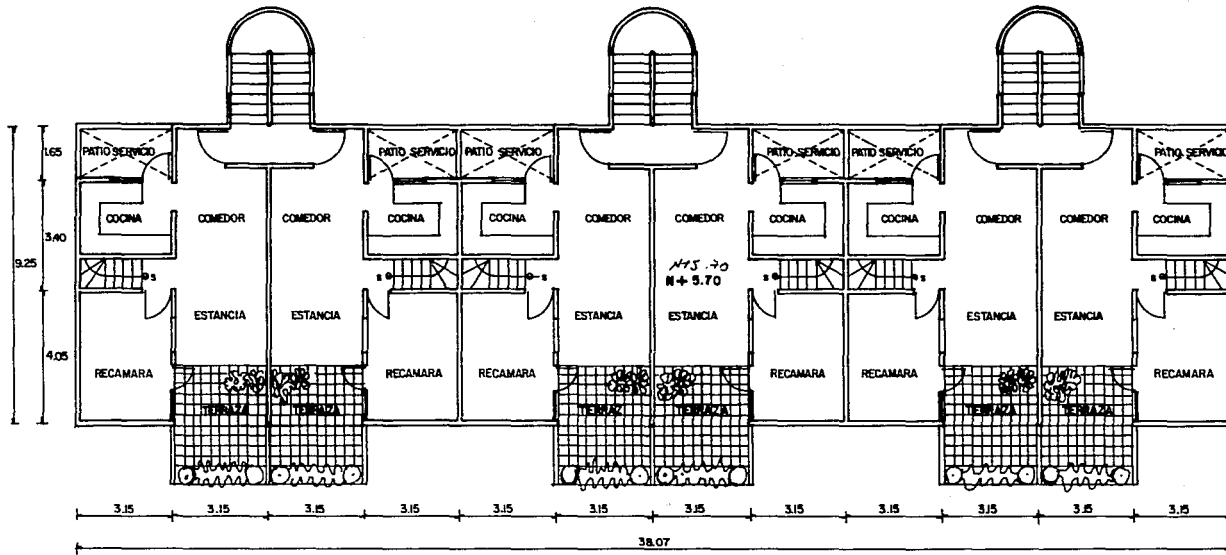 PATIO SERVICIO PATIO SERVICIO PATIO SERVICIO PATIO SERVICIO PATIO SERVICIO PATIO SERVICIO
1.65
COCINA COMEDOR COMEDOR COCINA COCINA COMEDOR COMEDOR COCINA COCINA COMEDOR COMEDOR COCINA
3.40
9.25
N+5.70
S S S S S S
N+5.70
ESTANCIA ESTANCIA ESTANCIA ESTANCIA ESTANCIA ESTANCIA
4.05
RECAMARA RECAMARA RECAMARA RECAMARA RECAMARA RECAMARA
TERRAZA TERRAZA TERRAZ TERRAZA TERRAZA TERRAZA
3.15 3.15 3.15 3.15 3.15 3.15 3.15 3.15 3.15 3.15 3.15 3.15
38.07